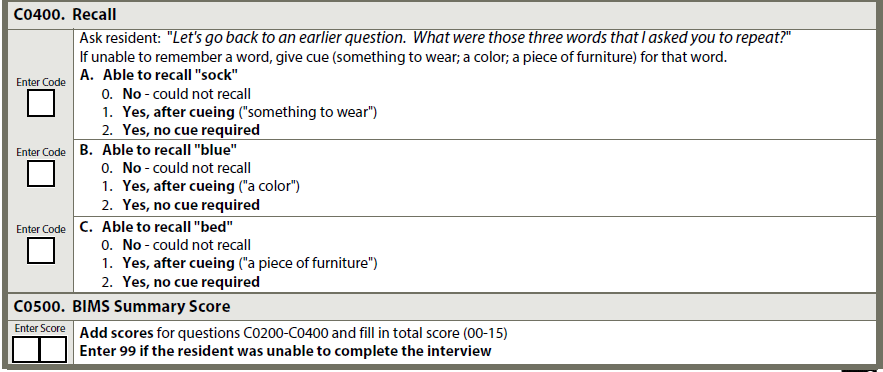 C0400. Recall
Ask resident: "Let's go back to an earlier question. What were those three words that I asked you to repeat?"
If unable to remember a word, give cue (something to wear; a color; a piece of furniture) for that word.
Enter Code
A. Able to recall "sock"
0. No - could not recall
1. Yes, after cueing ("something to wear")
2. Yes, no cue required
Enter Code
B. Able to recall "blue"
0. No - could not recall
1. Yes, after cueing ("a color")
2. Yes, no cue required
Enter Code
C. Able to recall "bed"
0. No - could not recall
1. Yes, after cueing ("a piece of furniture")
2. Yes, no cue required
C0500. BIMS Summary Score
Enter Score
Add scores for questions C0200-C0400 and fill in total score (00-15)
Enter 99 if the resident was unable to complete the interview